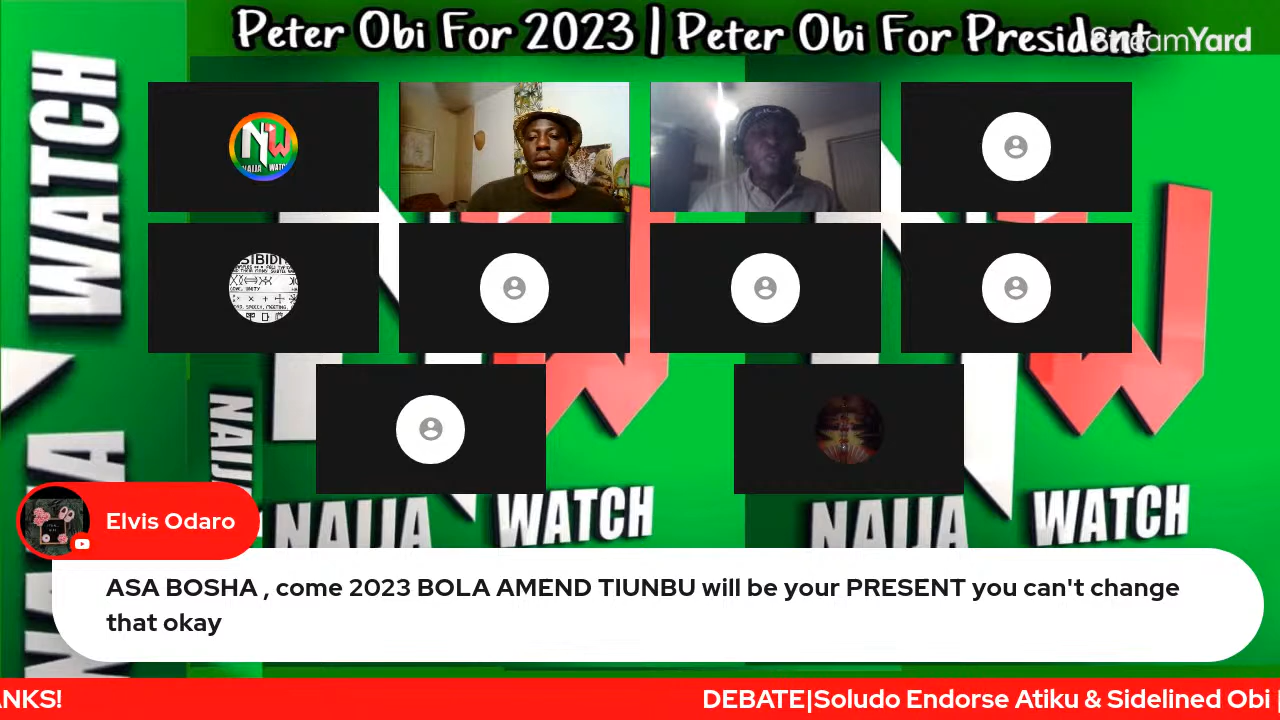 Peter Obi For 2023 | Peter Obi For President
StreamYard
WATCH
NW
NAIJA WATCH
NAIJA
NAIJA WATCH
NAIJA WATCH
Elvis Odaro
ASA BOSHA , come 2023 BOLA AMEND TIUNBU will be your PRESENT you can't change
that okay
ANKS!
DEBATE|Soludo Endorse Atiku & Sidelined Obi |